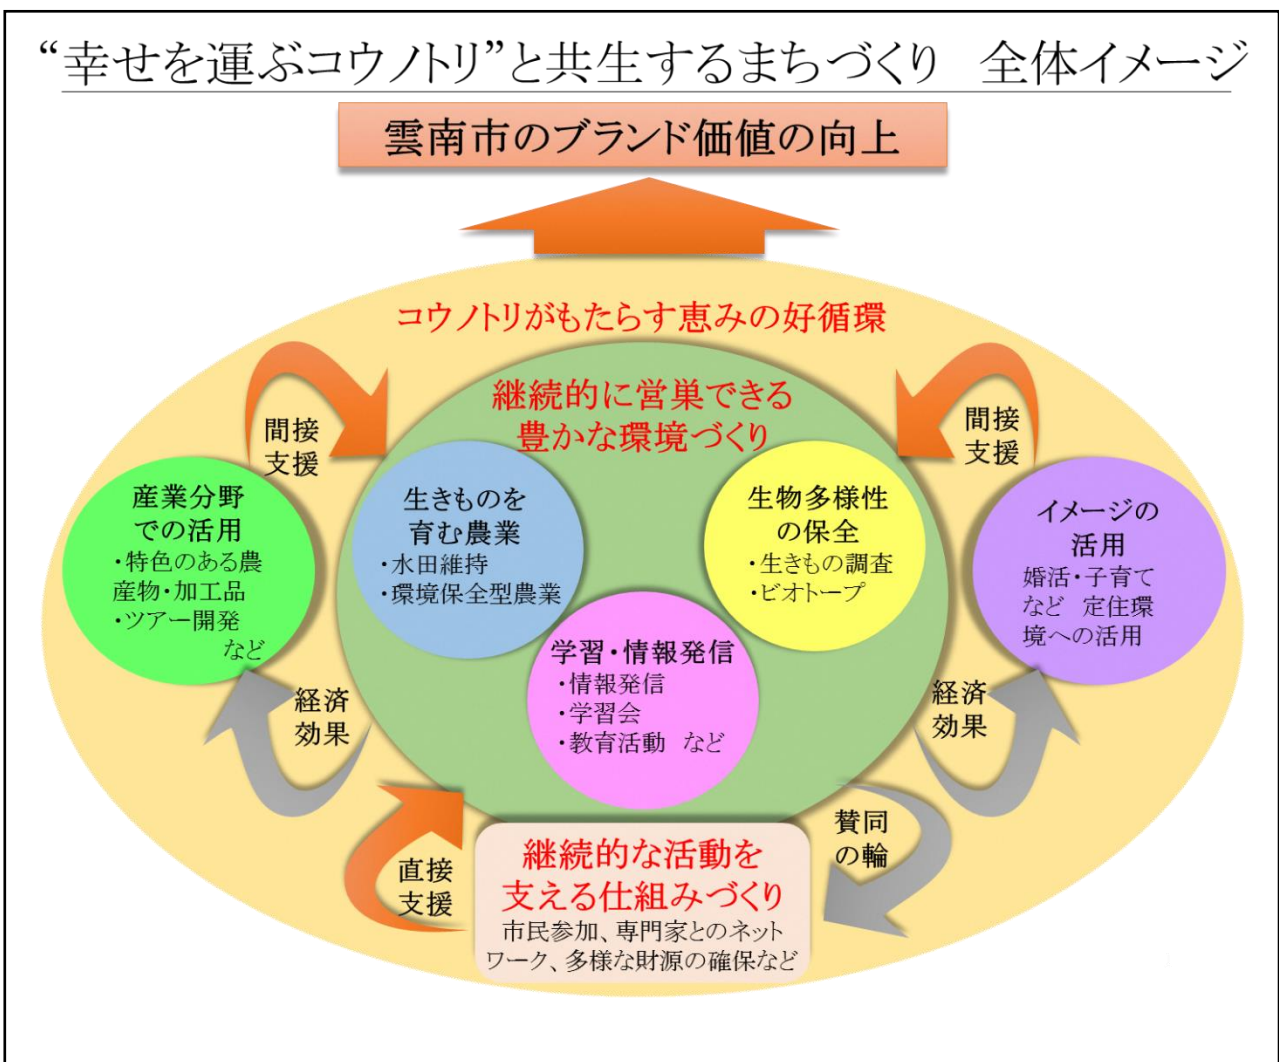 “幸せを運ぶコウノトリ”と共生するまちづくり　全体イメージ
雲南市のブランド価値の向上
コウノトリがもたらす恵みの好循環
継続的に営巣できる
豊かな環境づくり
間接
支援
間接
支援
産業分野
での活用
・特色のある農
産物・加工品
・ツアー開発
など
生きものを
育む農業
・水田維持
・環境保全型農業
生物多様性
の保全
・生きもの調査
・ビオトープ
イメージの
活用
婚活・子育て
など　定住環
境への活用
学習・情報発信
・情報発信
・学習会
・教育活動　など
経済
効果
経済
効果
直接
支援
賛同
の輪
継続的な活動を
支える仕組みづくり
市民参加、専門家とのネット
ワーク、多様な財源の確保など